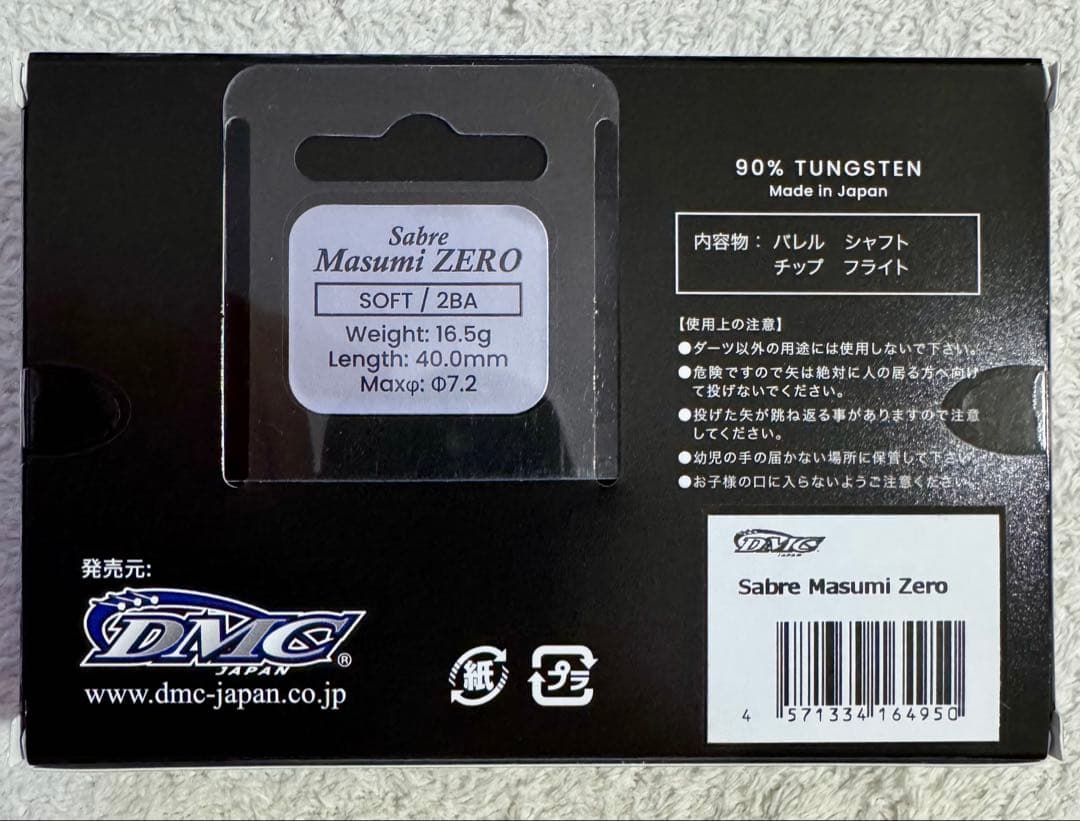 Sabre
Masumi ZERO
SOFT / 2BA
Weight: 16.5g
Length: 40.0mm
Maxφ: Φ7.2
90% TUNGSTEN
Made in Japan
内容物： バレル シャフト
チップ フライト
【使用上の注意】
●ダーツ以外の用途には使用しないで下さい。
●危険ですので矢は絶対に人の居る方へ向け
て投げないでください。
●投げた矢が跳ね返る事がありますので注意
してください。
●幼児の手の届かない場所に保管して下さい。
●お子様の口に入らないようご注意ください。
発売元:
DMC
JAPAN ®
www.dmc-japan.co.jp
紙
プラ
DMC
JAPAN
Sabre Masumi Zero
4 571334 164950